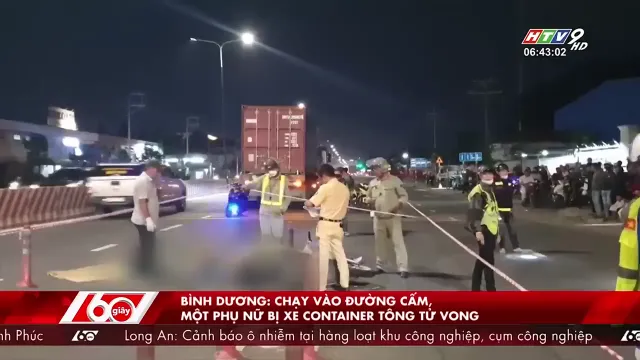 HTV9
HD
06:43:02
60 giây
BÌNH DƯƠNG: CHẠY VÀO ĐƯỜNG CẤM,
MỘT PHỤ NỮ BỊ XE CONTAINER TÔNG TỬ VONG
nh Phúc 60 Long An: Cảnh báo ô nhiễm tại hàng loạt khu công nghiệp, cụm công nghiệp 60